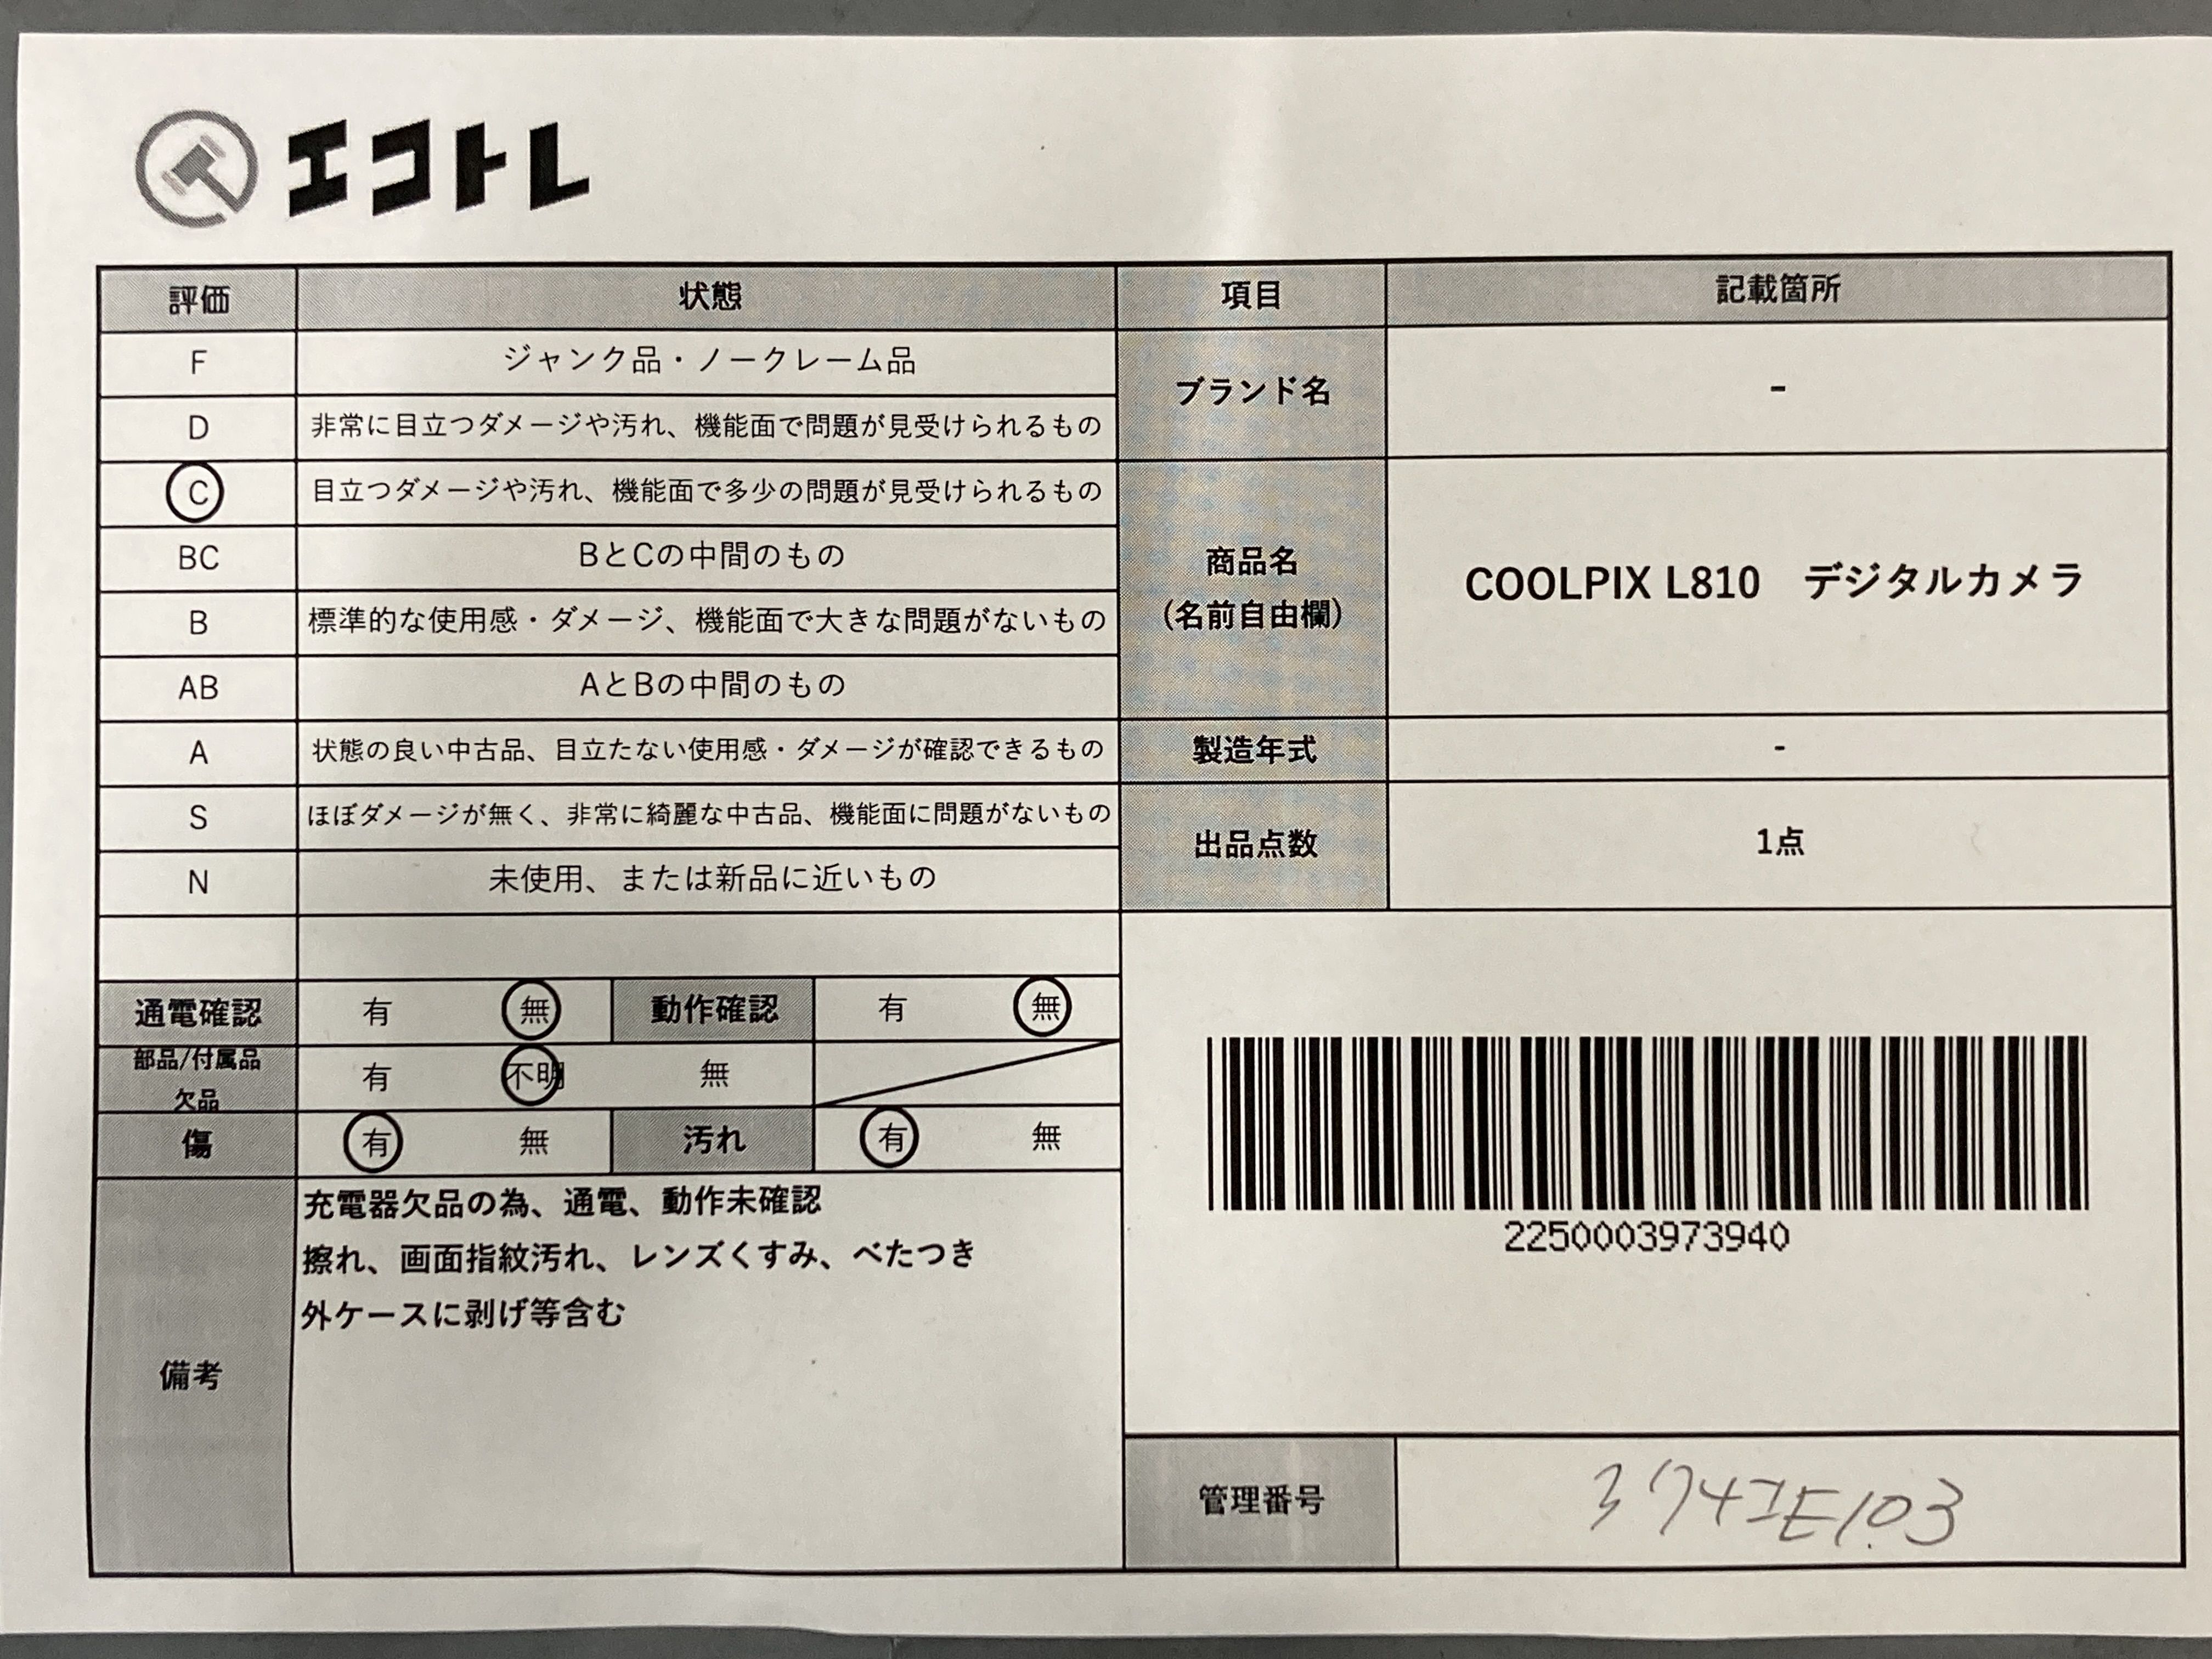 エコトレ
評価 状態 項目 記載箇所
F ジャンク品・ノークレーム品
D 非常に目立つダメージや汚れ、機能面で問題が見受けられるもの
C 目立つダメージや汚れ、機能面で多少の問題が見受けられるもの
BC BとCの中間のもの
B 標準的な使用感・ダメージ、機能面で大きな問題がないもの
AB AとBの中間のもの
A 状態の良い中古品、目立たない使用感・ダメージが確認できるもの
S ほぼダメージが無く、非常に綺麗な中古品、機能面に問題がないもの
N 未使用、または新品に近いもの
ブランド名 -
商品名
(名前自由欄)
COOLPIX L810 デジタルカメラ
製造年式 -
出品点数 1点
通電確認 有 無 動作確認 有 無
部品/付属品
欠品
有 不明 無
傷 有 無 汚れ 有 無
備考
充電器欠品の為、通電、動作未確認
擦れ、画面指紋汚れ、レンズくすみ、べたつき
外ケースに剥げ等含む
2250003973940
管理番号